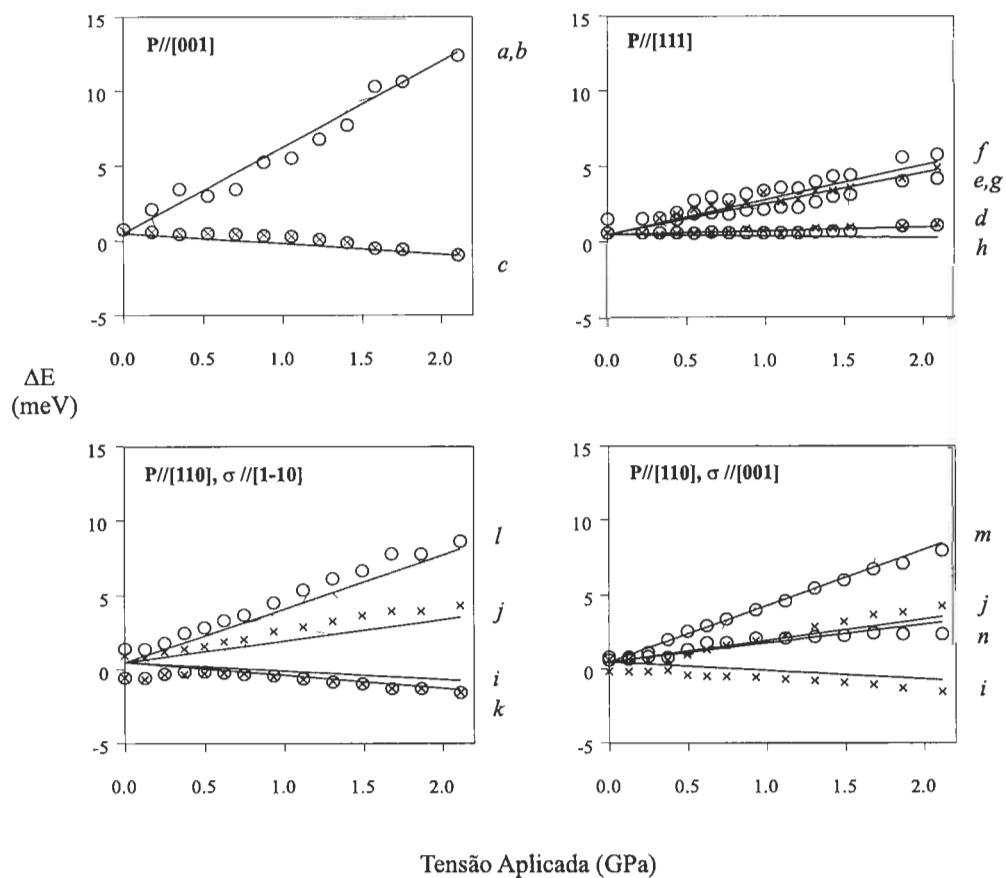 15
P//[001]
a,b
10
5
0
c
-5
0.0 0.5 1.0 1.5 2.0
15
P//[111]
10
f
5
e,g
d
0
h
-5
0.0 0.5 1.0 1.5 2.0
ΔE
(meV)
15
P//[110], σ //[1-10]
l
10
j
5
i
0
k
-5
0.0 0.5 1.0 1.5 2.0
15
P//[110], σ //[001]
m
10
j
5
n
0
i
-5
0.0 0.5 1.0 1.5 2.0
Tensão Aplicada (GPa)